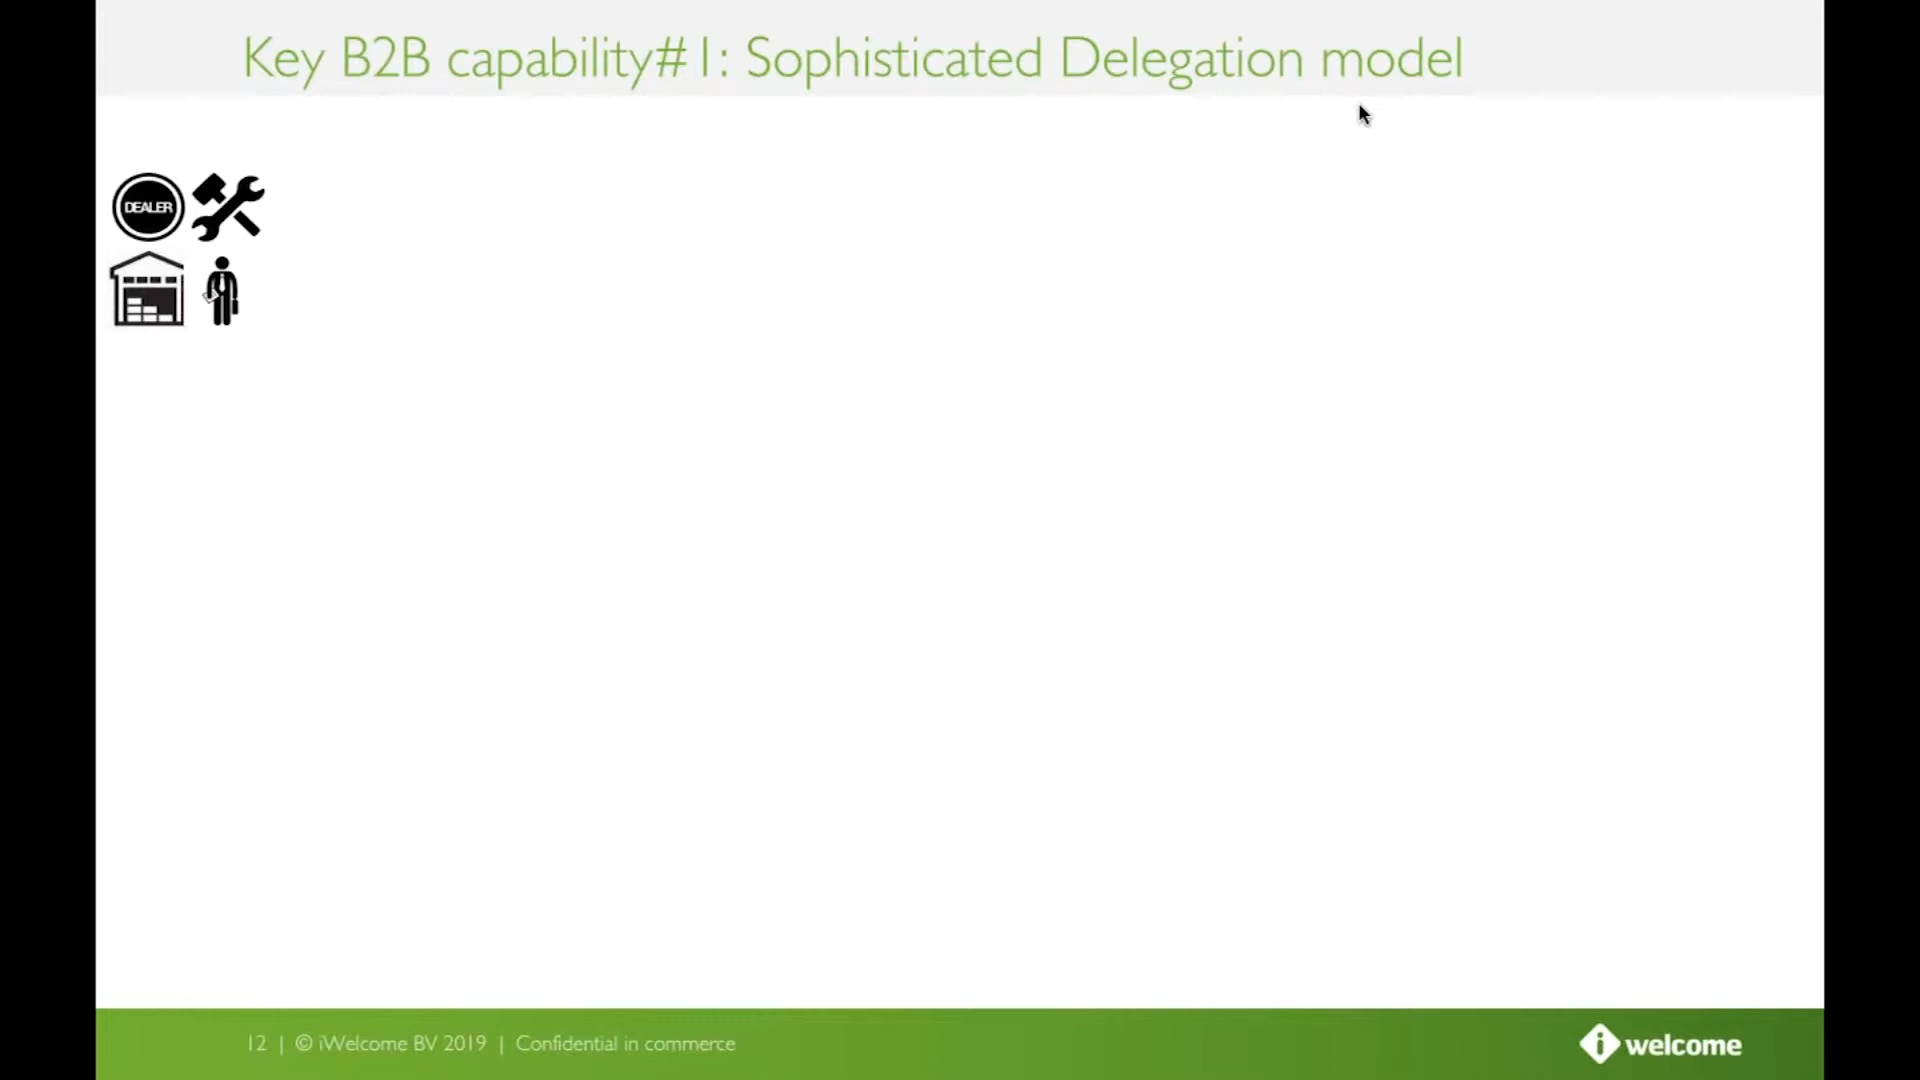 Key B2B capability#1: Sophisticated Delegation model
DEALER
12 | © iWelcome BV 2019 | Confidential in commerce
i welcome